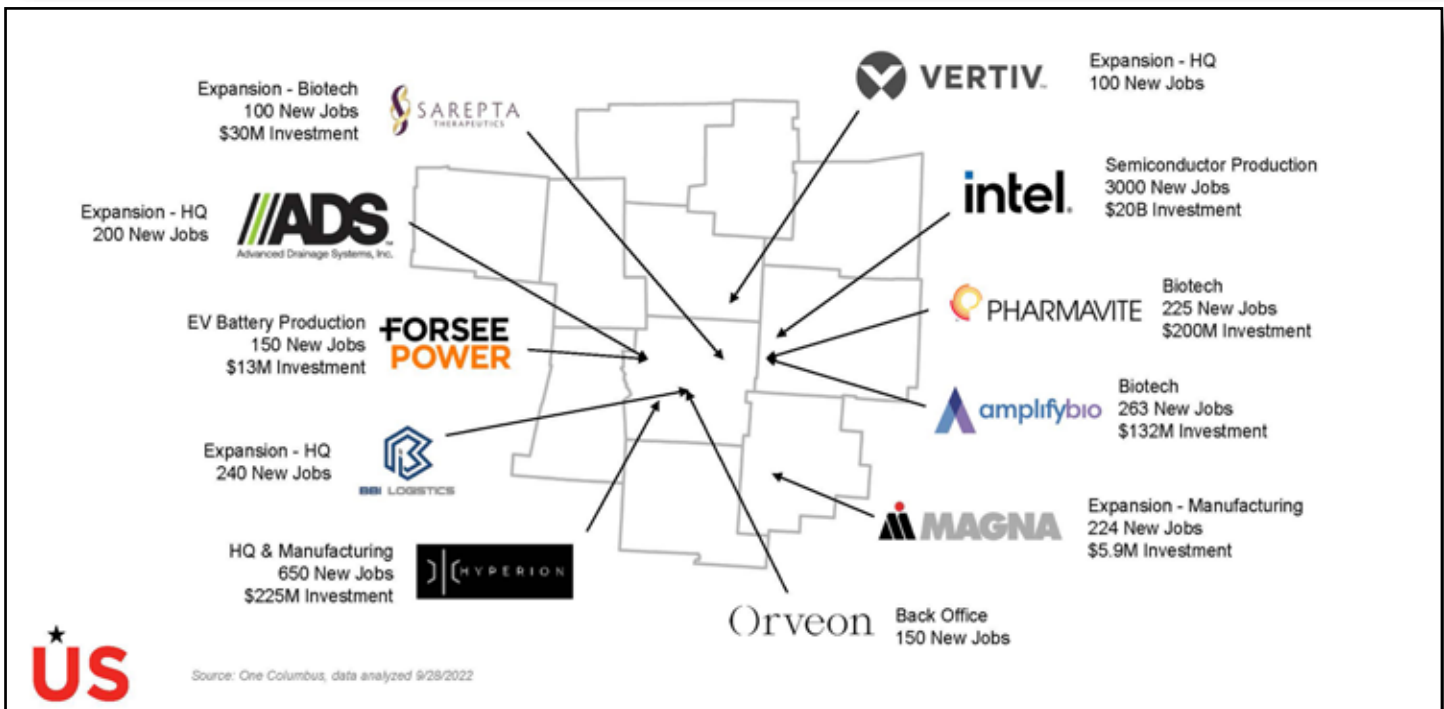 Expansion - Biotech
100 New Jobs
$30M Investment
SAREPTA
THERAPEUTICS
VERTIV™
Expansion - HQ
100 New Jobs
Expansion - HQ
200 New Jobs
ADS™
Advanced Drainage Systems, Inc.
intel.
Semiconductor Production
3000 New Jobs
$20B Investment
EV Battery Production
150 New Jobs
$13M Investment
FORSEE
POWER
PHARMAVITE
Biotech
225 New Jobs
$200M Investment
amplifybio
Biotech
263 New Jobs
$132M Investment
Expansion - HQ
240 New Jobs
BBI LOGISTICS
MAGNA
Expansion - Manufacturing
224 New Jobs
$5.9M Investment
HQ & Manufacturing
650 New Jobs
$225M Investment
HYPERION
Orveon
Back Office
150 New Jobs
US
Source: One Columbus, data analyzed 9/28/2022